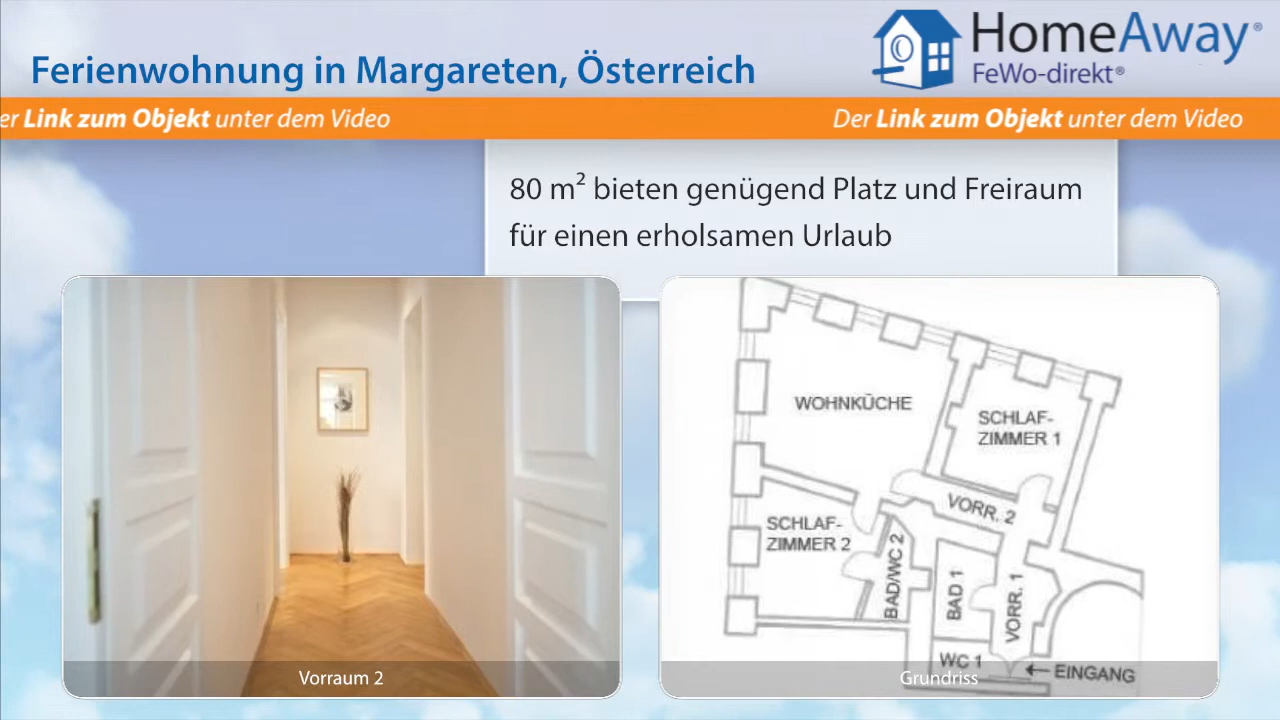 Ferienwohnung in Margareten, Österreich
HomeAway®
FeWo-direkt®
er Link zum Objekt unter dem Video
Der Link zum Objekt unter dem Video
80 m² bieten genügend Platz und Freiraum
für einen erholsamen Urlaub
Vorraum 2
WOHNKÜCHE
SCHLAF-
ZIMMER 1
VORR. 2
SCHLAF-
ZIMMER 2
BAD/WC 2
BAD 1
VORR. 1
WC 1
EINGANG
Grundriss